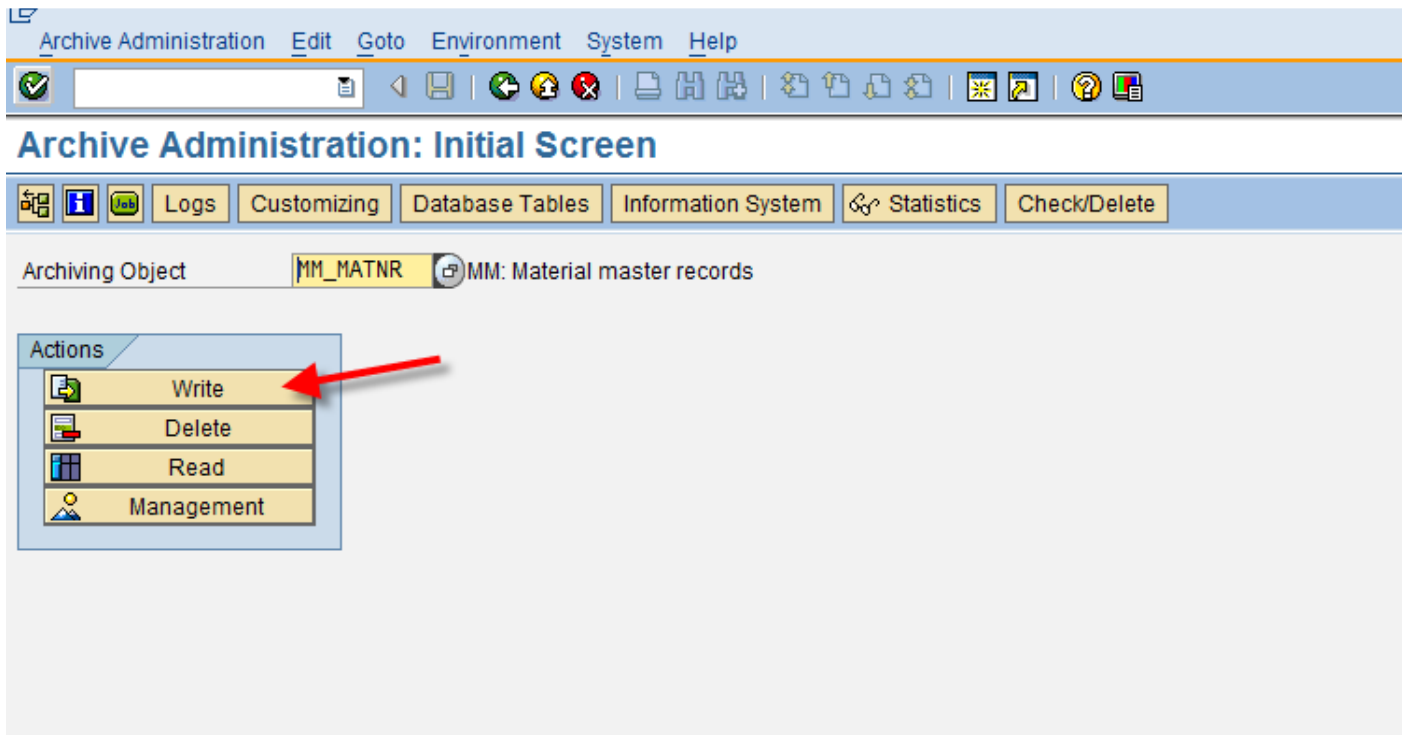 Archive Administration Edit Goto Environment System Help
Archive Administration: Initial Screen
Job Logs Customizing Database Tables Information System Statistics Check/Delete
Archiving Object MM_MATNR MM: Material master records
Actions
Write
Delete
Read
Management